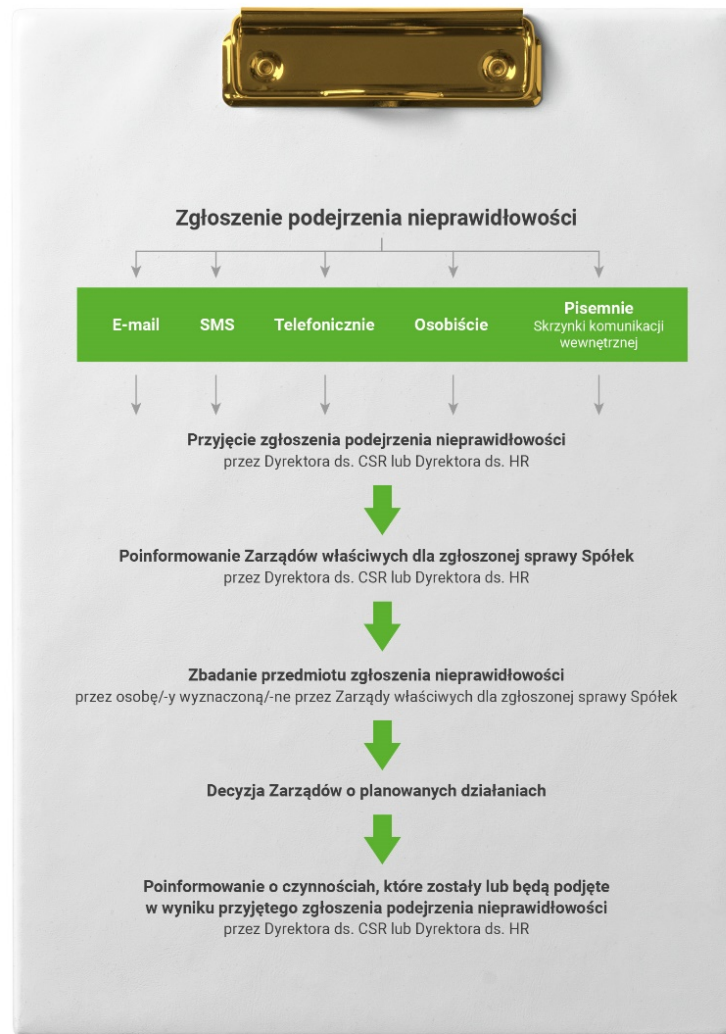 Zgłoszenie podejrzenia nieprawidłowości
E-mail
SMS
Telefonicznie
Osobiście
Pisemnie
Skrzynki komunikacji
wewnętrznej
Przyjęcie zgłoszenia podejrzenia nieprawidłowości
przez Dyrektora ds. CSR lub Dyrektora ds. HR
Poinformowanie Zarządów właściwych dla zgłoszonej sprawy Spółek
przez Dyrektora ds. CSR lub Dyrektora ds. HR
Zbadanie przedmiotu zgłoszenia nieprawidłowości
przez osobę/-y wyznaczoną/-ne przez Zarządy właściwych dla zgłoszonej sprawy Spółek
Decyzja Zarządów o planowanych działaniach
Poinformowanie o czynnościah, które zostały lub będą podjęte
w wyniku przyjętego zgłoszenia podejrzenia nieprawidłowości
przez Dyrektora ds. CSR lub Dyrektora ds. HR